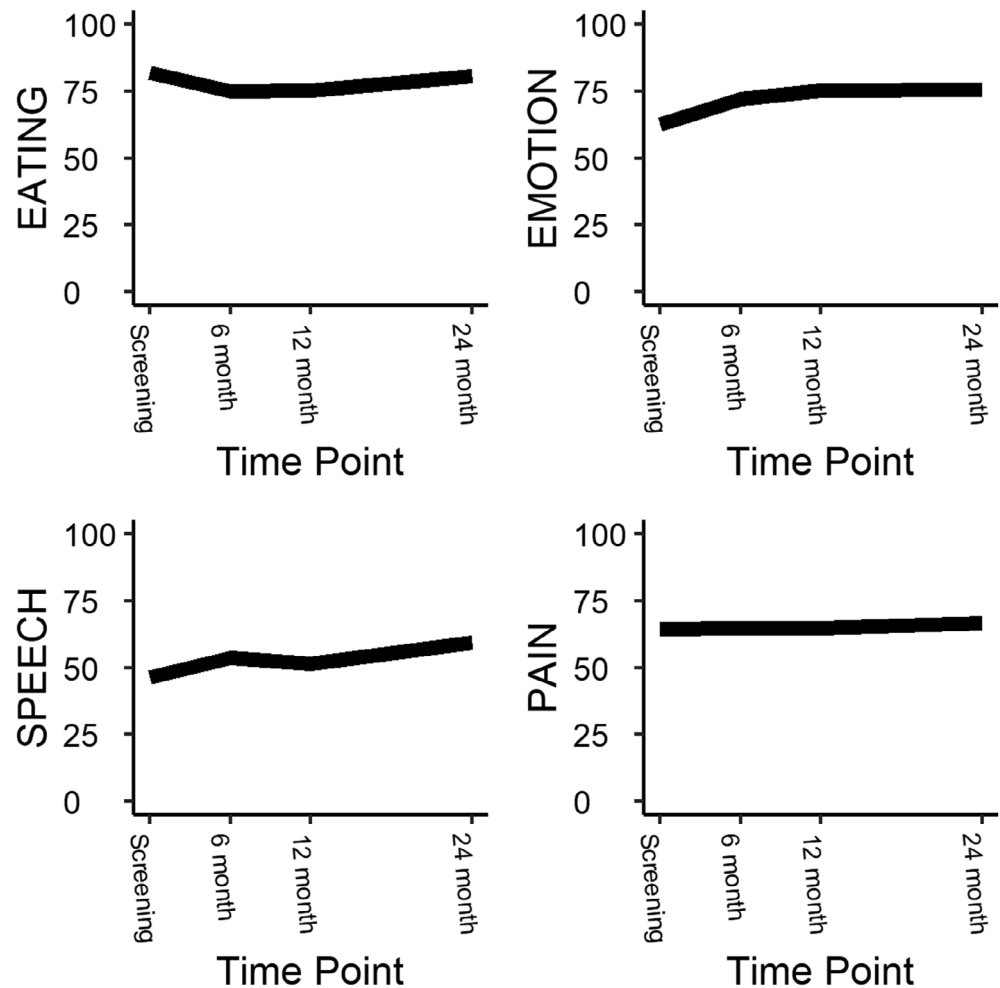 EATING
100
75
50
25
0
Screening
6 month
12 month
24 month
Time Point
EMOTION
100
75
50
25
0
Screening
6 month
12 month
24 month
Time Point
SPEECH
100
75
50
25
0
Screening
6 month
12 month
24 month
Time Point
PAIN
100
75
50
25
0
Screening
6 month
12 month
24 month
Time Point